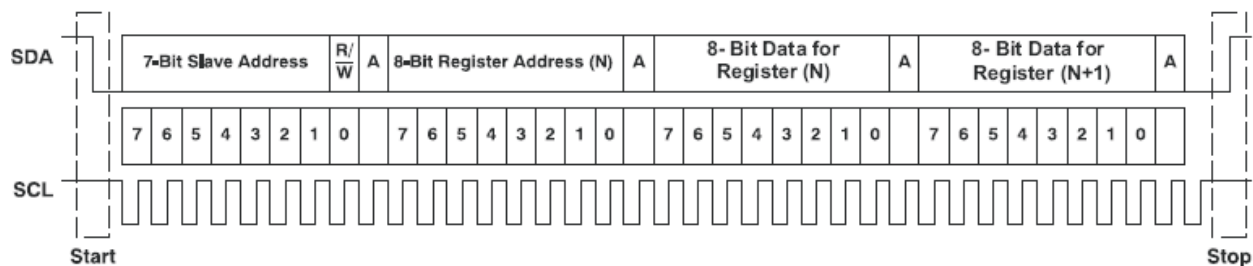 SDA
7-Bit Slave Address
R/
W
A
8-Bit Register Address (N)
A
8- Bit Data for
Register (N)
A
8- Bit Data for
Register (N+1)
A
7 6 5 4 3 2 1 0 7 6 5 4 3 2 1 0 7 6 5 4 3 2 1 0 7 6 5 4 3 2 1 0
SCL
Start
Stop